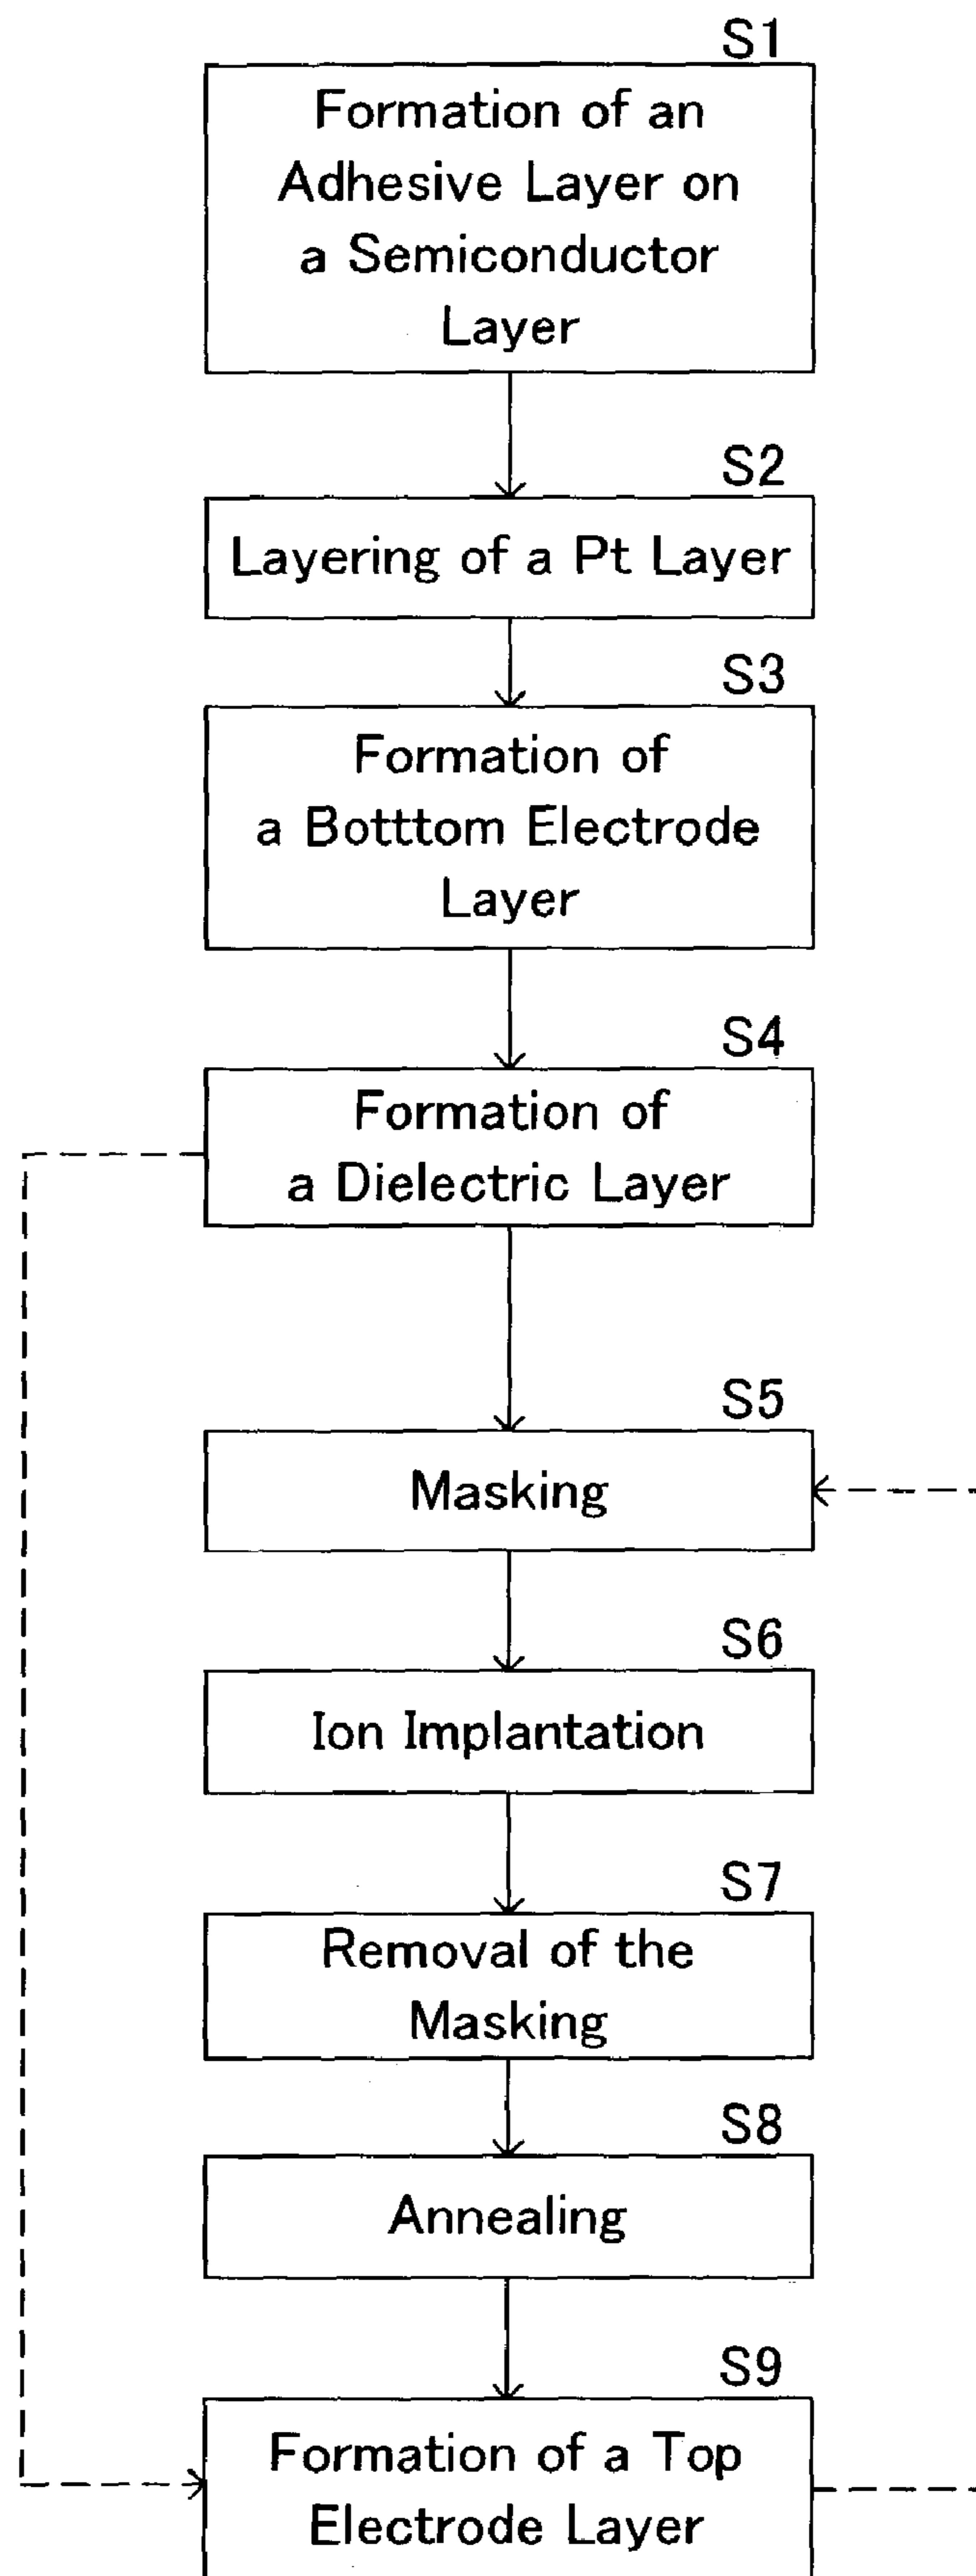 S1
Formation of an
Adhesive Layer on
a Semiconductor
Layer
S2
Layering of a Pt Layer
S3
Formation of
a Botttom Electrode
Layer
S4
Formation of
a Dielectric Layer
S5
Masking
S6
Ion Implantation
S7
Removal of the
Masking
S8
Annealing
S9
Formation of a Top
Electrode Layer